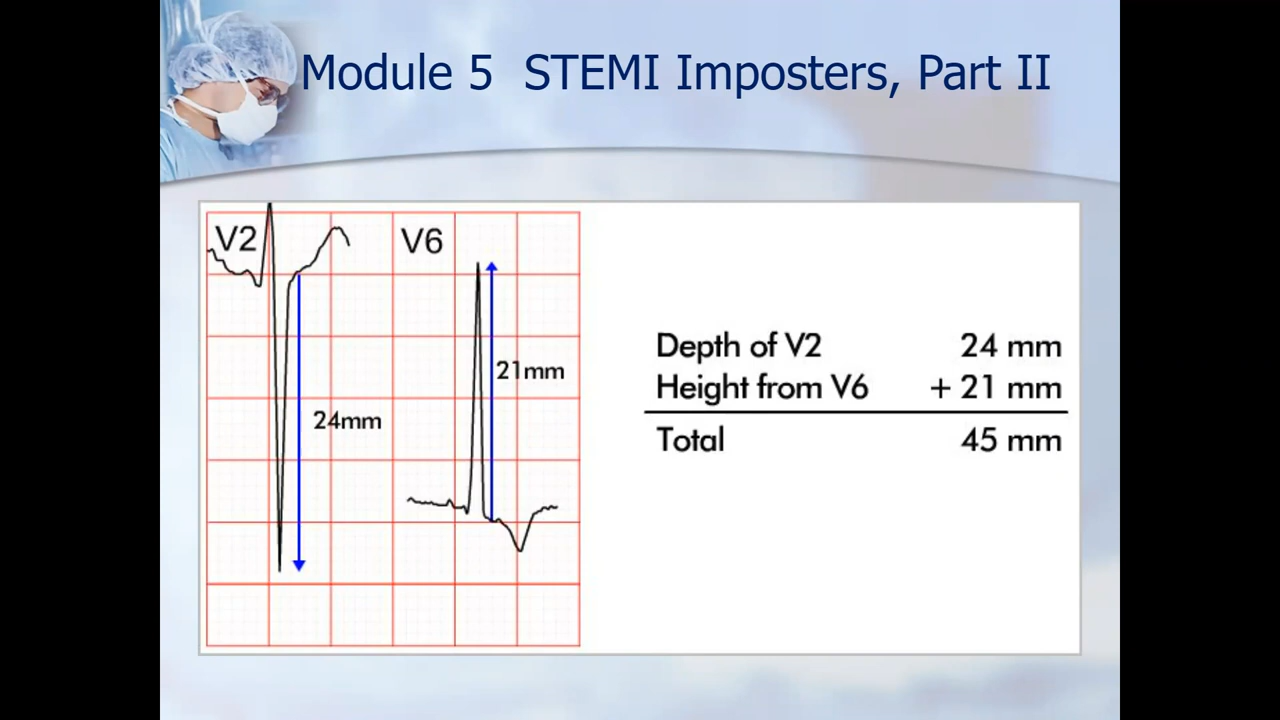 Module 5 STEMI Imposters, Part II
V2
V6
21mm
24mm
Depth of V2 24 mm
Height from V6 + 21 mm
Total 45 mm